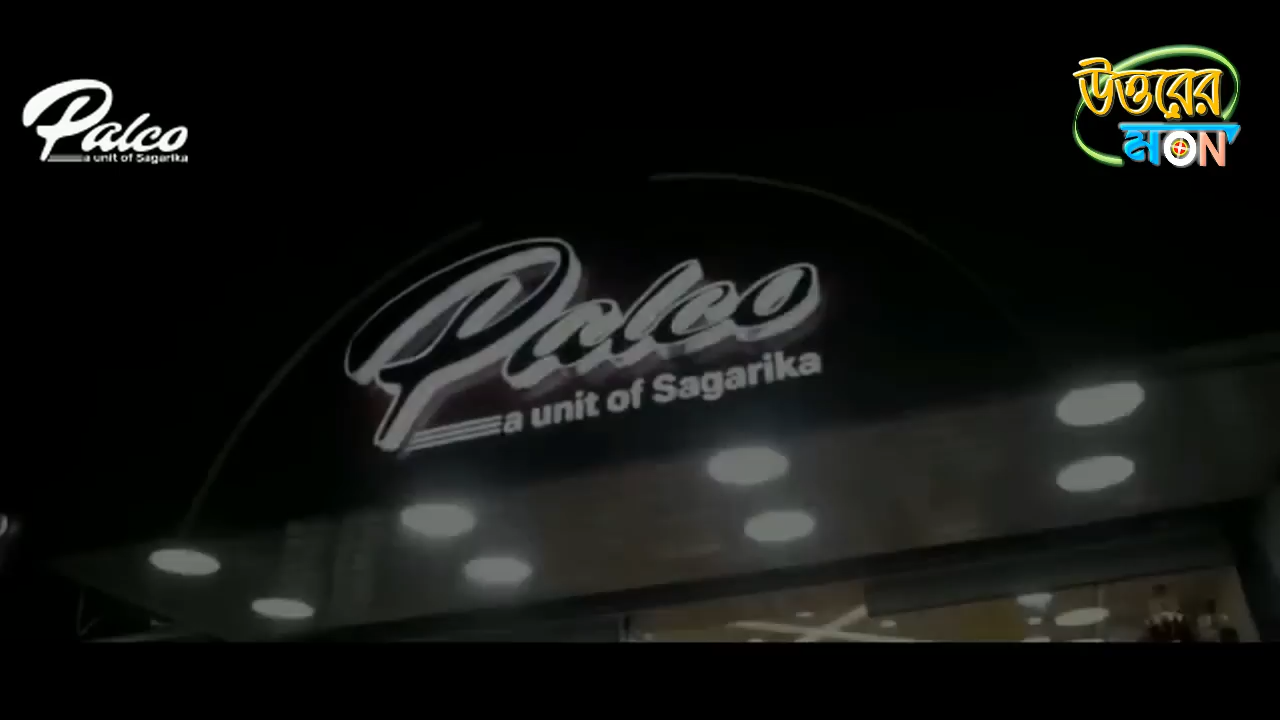 Palco
a unit of Sagarika
উত্তরের
মON
Palco
a unit of Sagarika